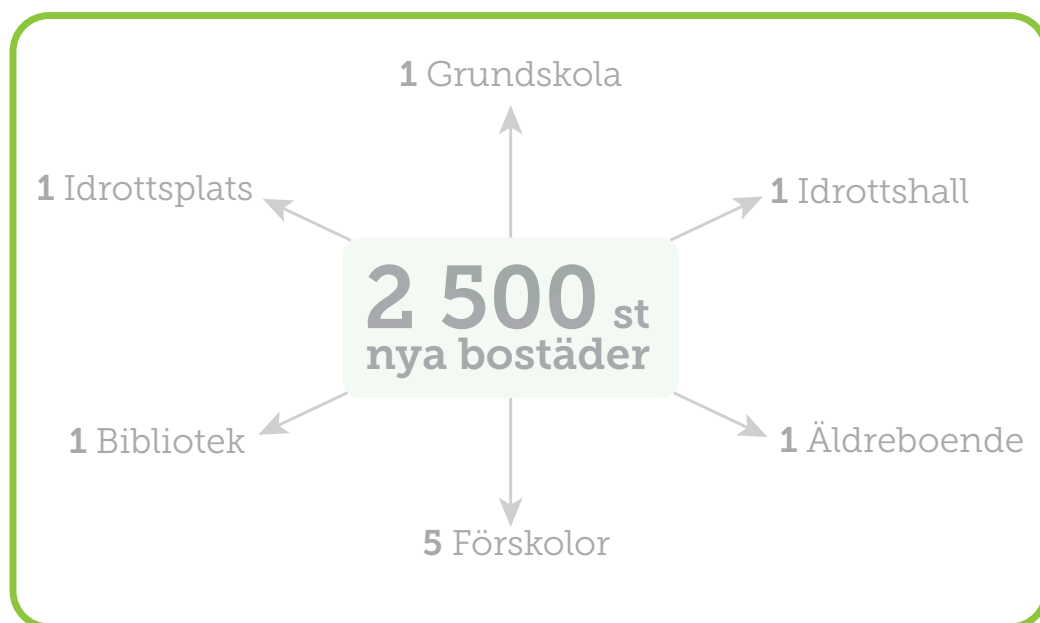 1 Grundskola
1 Idrottsplats
1 Idrottshall
2 500 st
nya bostäder
1 Bibliotek
1 Äldreboende
5 Förskolor